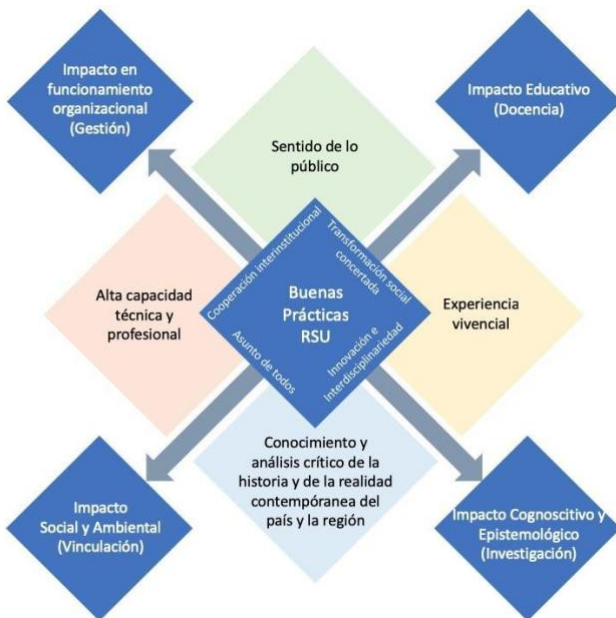 Impacto en
funcionamiento
organizacional
(Gestión)
Impacto Educativo
(Docencia)
Sentido de lo
público
Cooperación interinstitucional
Transformación social
concertada
Alta capacidad
técnica y
profesional
Buenas
Prácticas
RSU
Experiencia
vivencial
Asunto de todos
Innovación e
Interdisciplinariedad
Conocimiento y
análisis crítico de la
historia y de la realidad
contempóranea del
país y la región
Impacto
Social y Ambiental
(Vinculación)
Impacto Cognoscitivo y
Epistemológico
(Investigación)